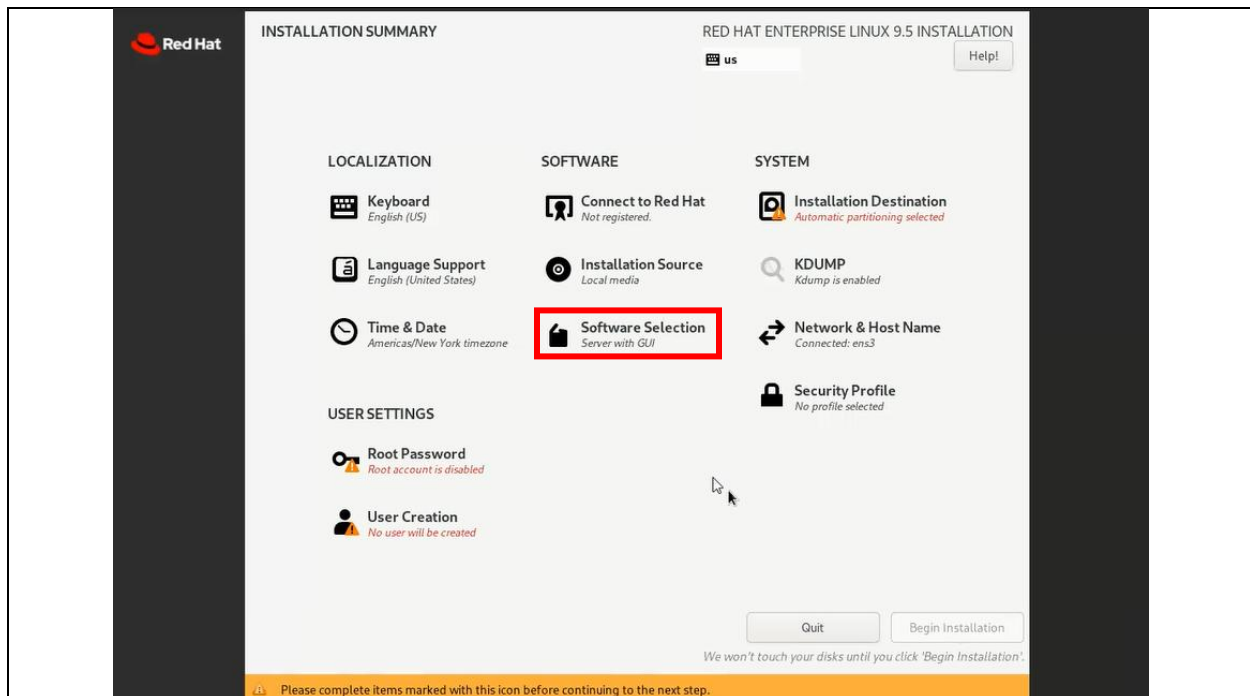 Red Hat
INSTALLATION SUMMARY
RED HAT ENTERPRISE LINUX 9.5 INSTALLATION
us
Help!
LOCALIZATION
Keyboard
English (US)
Language Support
English (United States)
Time & Date
Americas/New York timezone
SOFTWARE
Connect to Red Hat
Not registered.
Installation Source
Local media
Software Selection
Server with GUI
SYSTEM
Installation Destination
Automatic partitioning selected
KDUMP
Kdump is enabled
Network & Host Name
Connected: ens3
Security Profile
No profile selected
USER SETTINGS
Root Password
Root account is disabled
User Creation
No user will be created
Quit
Begin Installation
We won't touch your disks until you click 'Begin Installation'.
Please complete items marked with this icon before continuing to the next step.